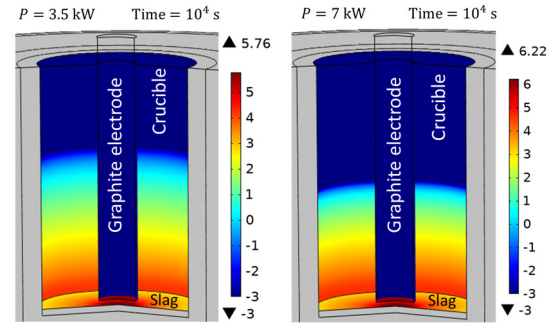 P = 3.5 kW Time = 10⁴ s
▲ 5.76
Graphite electrode
Crucible
Slag
5
4
3
2
1
0
-1
-2
-3
▼ -3
P = 7 kW Time = 10⁴ s
▲ 6.22
Graphite electrode
Crucible
Slag
6
5
4
3
2
1
0
-1
-2
-3
▼ -3